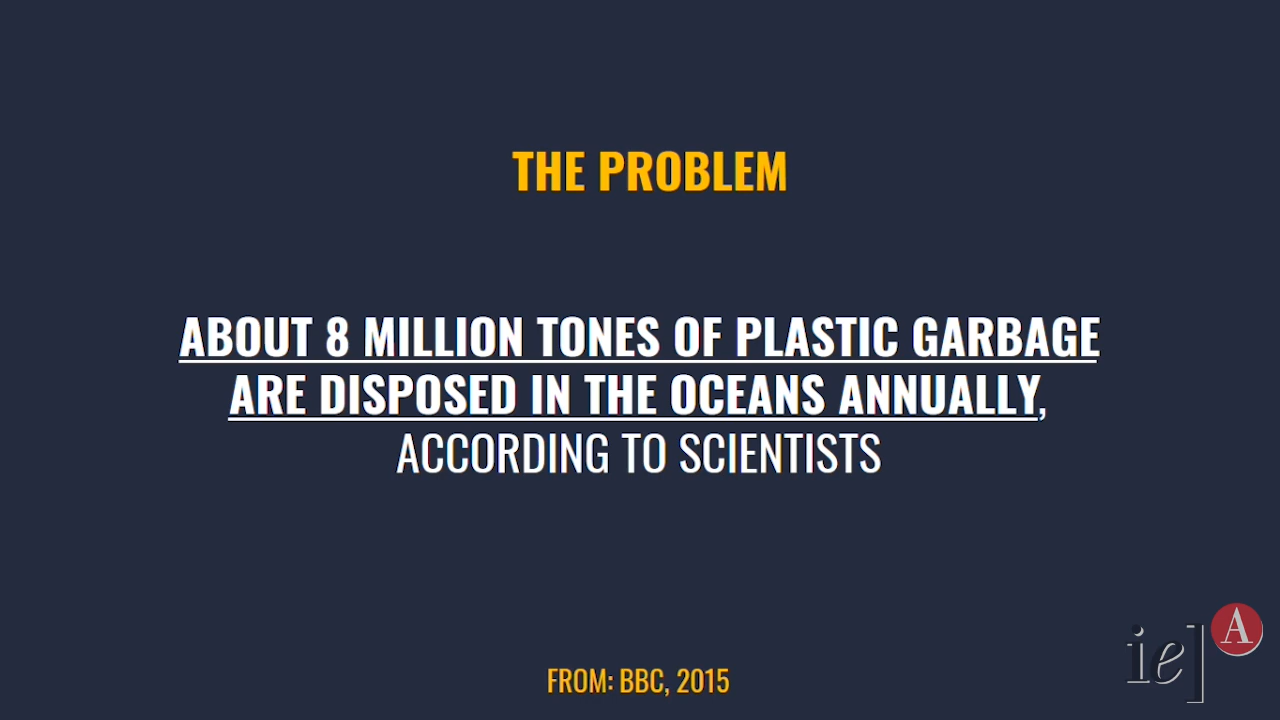 THE PROBLEM
ABOUT 8 MILLION TONES OF PLASTIC GARBAGE
ARE DISPOSED IN THE OCEANS ANNUALLY,
ACCORDING TO SCIENTISTS
ie] A
FROM: BBC, 2015